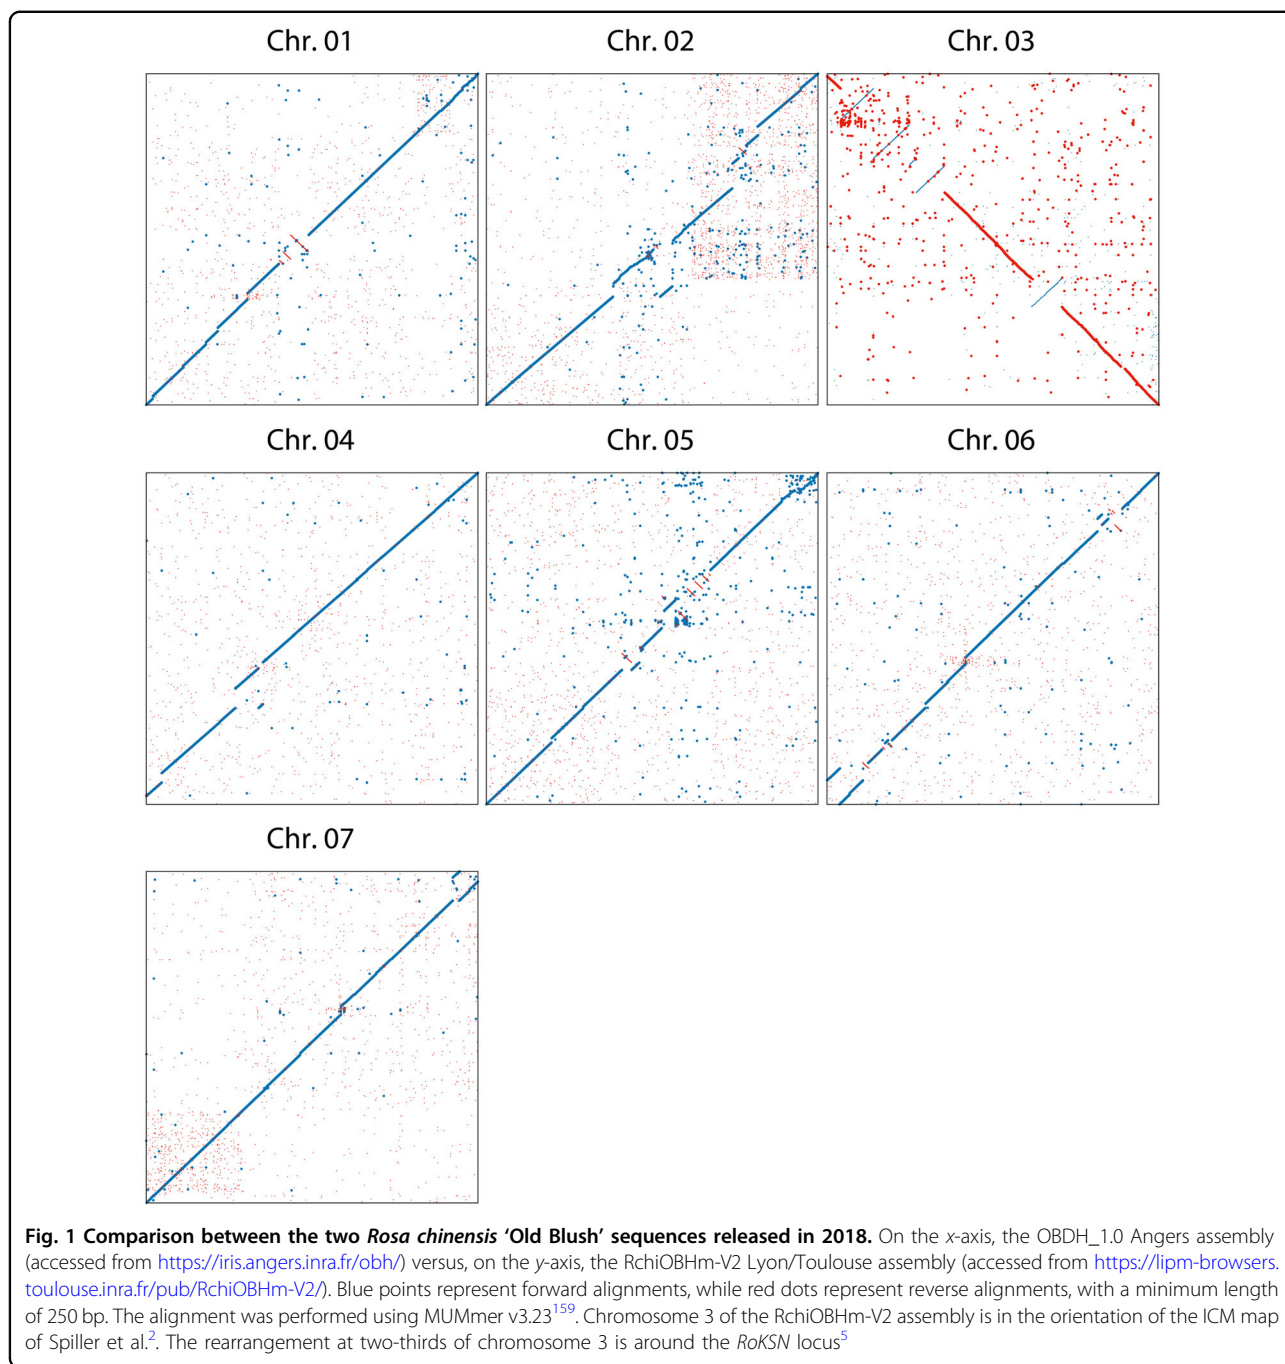 Chr. 01
Chr. 02
Chr. 03
Chr. 04
Chr. 05
Chr. 06
Chr. 07
Fig. 1 Comparison between the two Rosa chinensis ‘Old Blush’ sequences released in 2018. On the x-axis, the OBDH_1.0 Angers assembly
(accessed from https://iris.angers.inra.fr/obh/) versus, on the y-axis, the RchiOBHm-V2 Lyon/Toulouse assembly (accessed from https://lipm-browsers.
toulouse.inra.fr/pub/RchiOBHm-V2/). Blue points represent forward alignments, while red dots represent reverse alignments, with a minimum length
of 250 bp. The alignment was performed using MUMmer v3.23159. Chromosome 3 of the RchiOBHm-V2 assembly is in the orientation of the ICM map
of Spiller et al.2. The rearrangement at two-thirds of chromosome 3 is around the RoKSN locus5